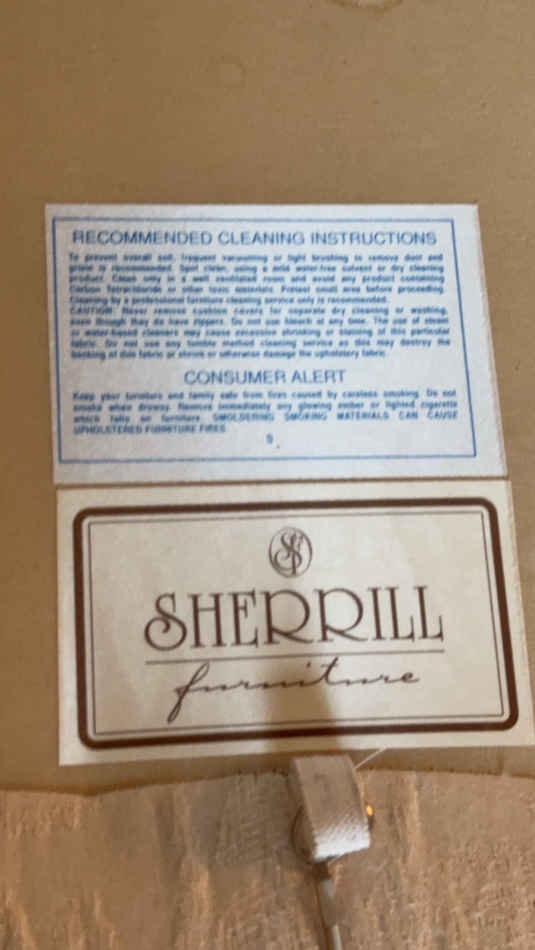 RECOMMENDED CLEANING INSTRUCTIONS
To prevent overall soil, frequent vacuuming or light brushing to remove dust and
grime is recommended. Spot clean, using a mild water-free solvent or dry cleaning
product. Clean only in a well ventilated room and avoid any product containing
Carbon Tetrachloride or other toxic materials. Pretest small area before proceeding.
Cleaning by a professional furniture cleaning service only is recommended.
CAUTION: Never remove cushion covers for separate dry cleaning or washing,
even though they do have zippers. Do not use bleach at any time. The use of steam
or water-based cleaners may cause excessive shrinking or staining of this particular
fabric. Do not use any tumble method cleaning service as this may destroy the
backing of this fabric or shrink or otherwise damage the upholstery fabric.
CONSUMER ALERT
Keep your furniture and family safe from fires caused by careless smoking. Do not
smoke when drowsy. Remove immediately any glowing ember or lighted cigarette
which falls on furniture. SMOLDERING SMOKING MATERIALS CAN CAUSE
UPHOLSTERED FURNITURE FIRES.
S
SF
SHERRILL
furniture